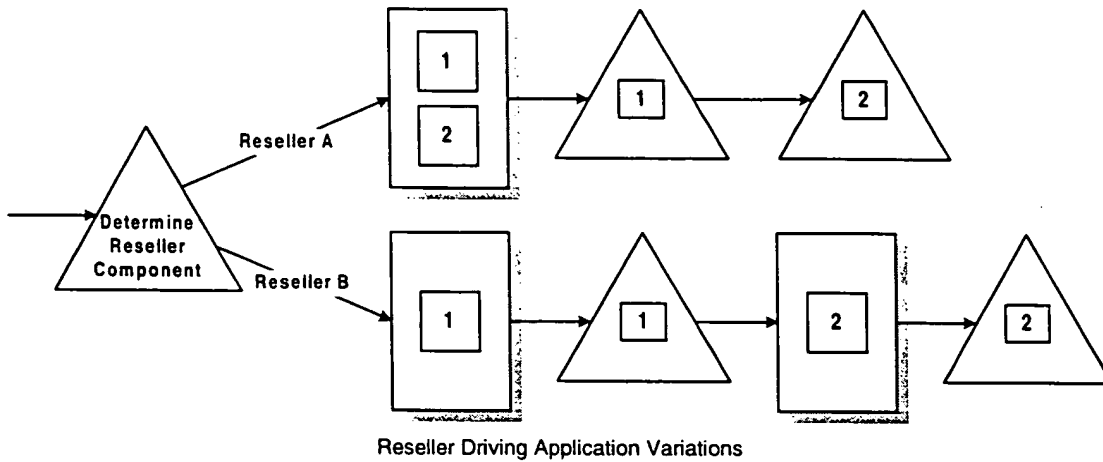 1
2
Reseller A
1
2
Determine
Reseller
Component
Reseller B
1
1
2
2
Reseller Driving Application Variations